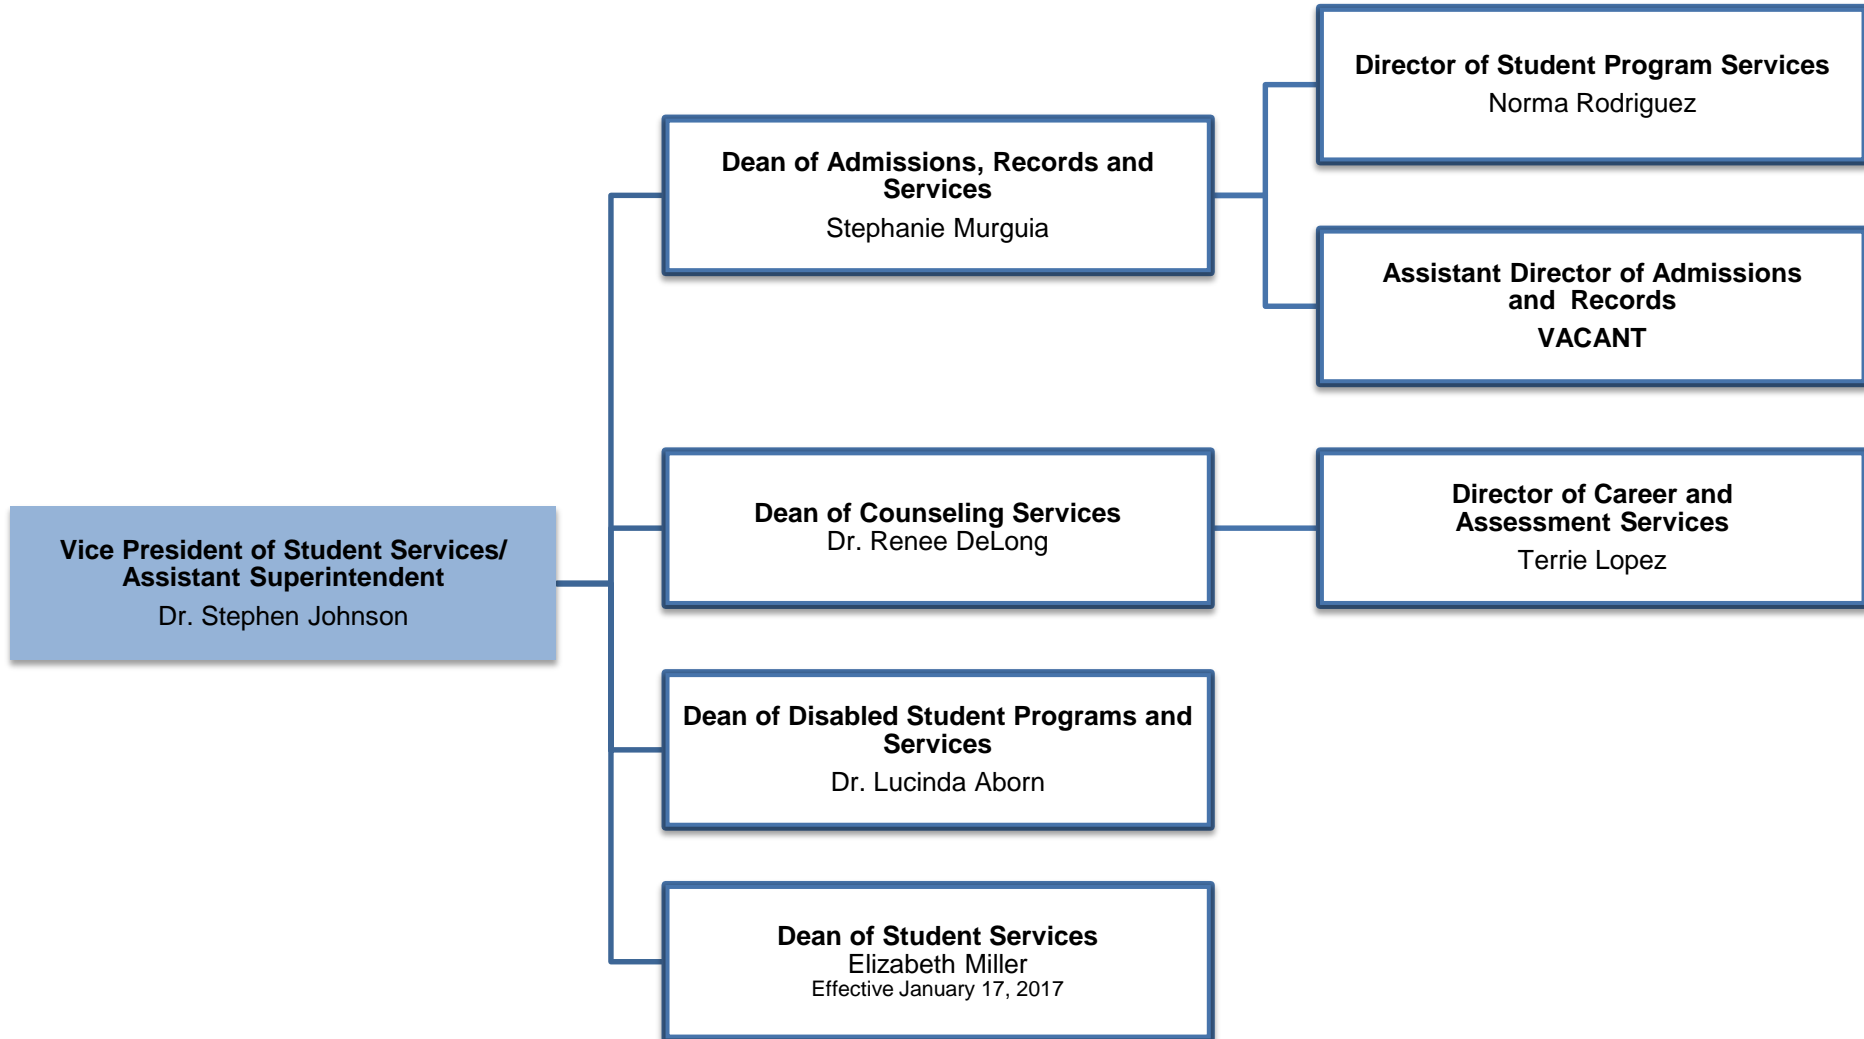 Director of Student Program Services
Norma Rodriguez
Dean of Admissions, Records and
Services
Stephanie Murguia
Assistant Director of Admissions
and Records
VACANT
Vice President of Student Services/
Assistant Superintendent
Dr. Stephen Johnson
Dean of Counseling Services
Dr. Renee DeLong
Director of Career and
Assessment Services
Terrie Lopez
Dean of Disabled Student Programs and
Services
Dr. Lucinda Aborn
Dean of Student Services
Elizabeth Miller
Effective January 17, 2017